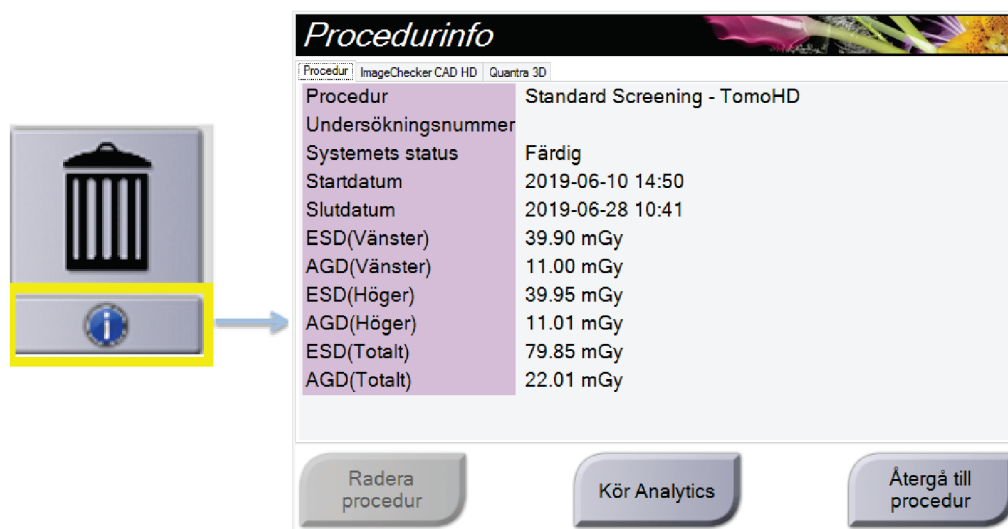 Procedurinfo
Procedur ImageChecker CAD HD Quantra 3D
Procedur Standard Screening - TomoHD
Undersökningsnummer
Systemets status Färdig
Startdatum 2019-06-10 14:50
Slutdatum 2019-06-28 10:41
ESD(Vänster) 39.90 mGy
AGD(Vänster) 11.00 mGy
ESD(Höger) 39.95 mGy
AGD(Höger) 11.01 mGy
ESD(Totalt) 79.85 mGy
AGD(Totalt) 22.01 mGy
Radera
procedur
Kör Analytics
Återgå till
procedur